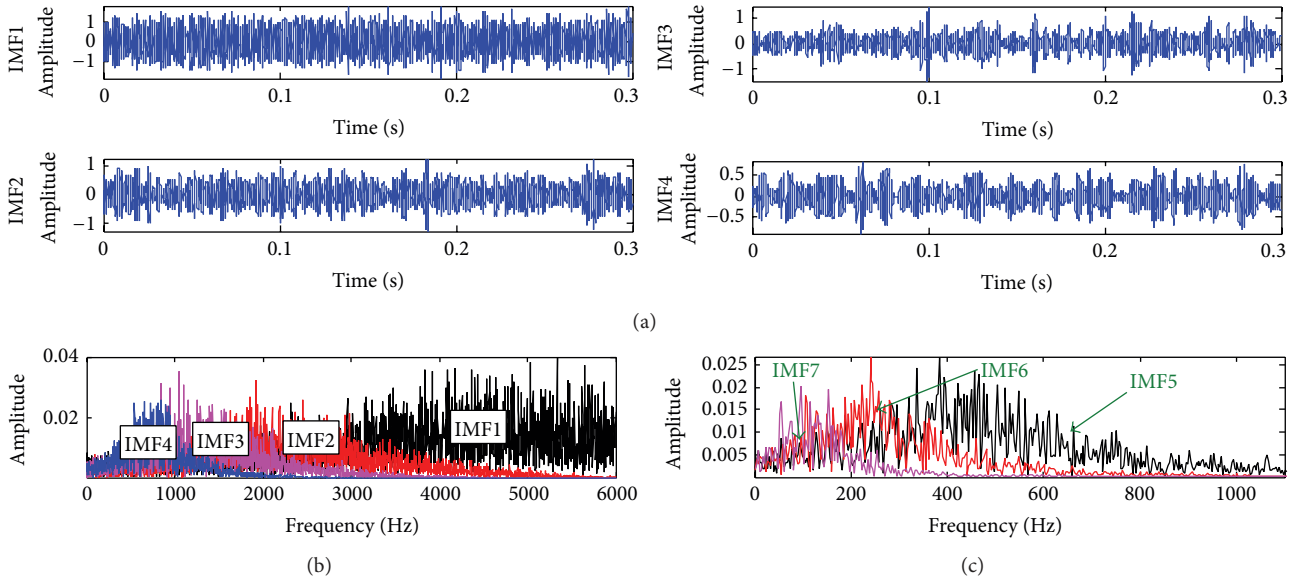 IMF1
Amplitude
1
0
−1
0
0.1
0.2
0.3
Time (s)
IMF3
Amplitude
1
0
−1
0
0.1
0.2
0.3
Time (s)
IMF2
Amplitude
1
0
−1
0
0.1
0.2
0.3
Time (s)
IMF4
Amplitude
0.5
0
−0.5
0
0.1
0.2
0.3
Time (s)
(a)
Amplitude
0.04
0.02
IMF4
IMF3
IMF2
IMF1
0
1000
2000
3000
4000
5000
6000
Frequency (Hz)
(b)
Amplitude
0.025
0.02
0.015
0.01
0.005
IMF7
IMF6
IMF5
0
200
400
600
800
1000
Frequency (Hz)
(c)